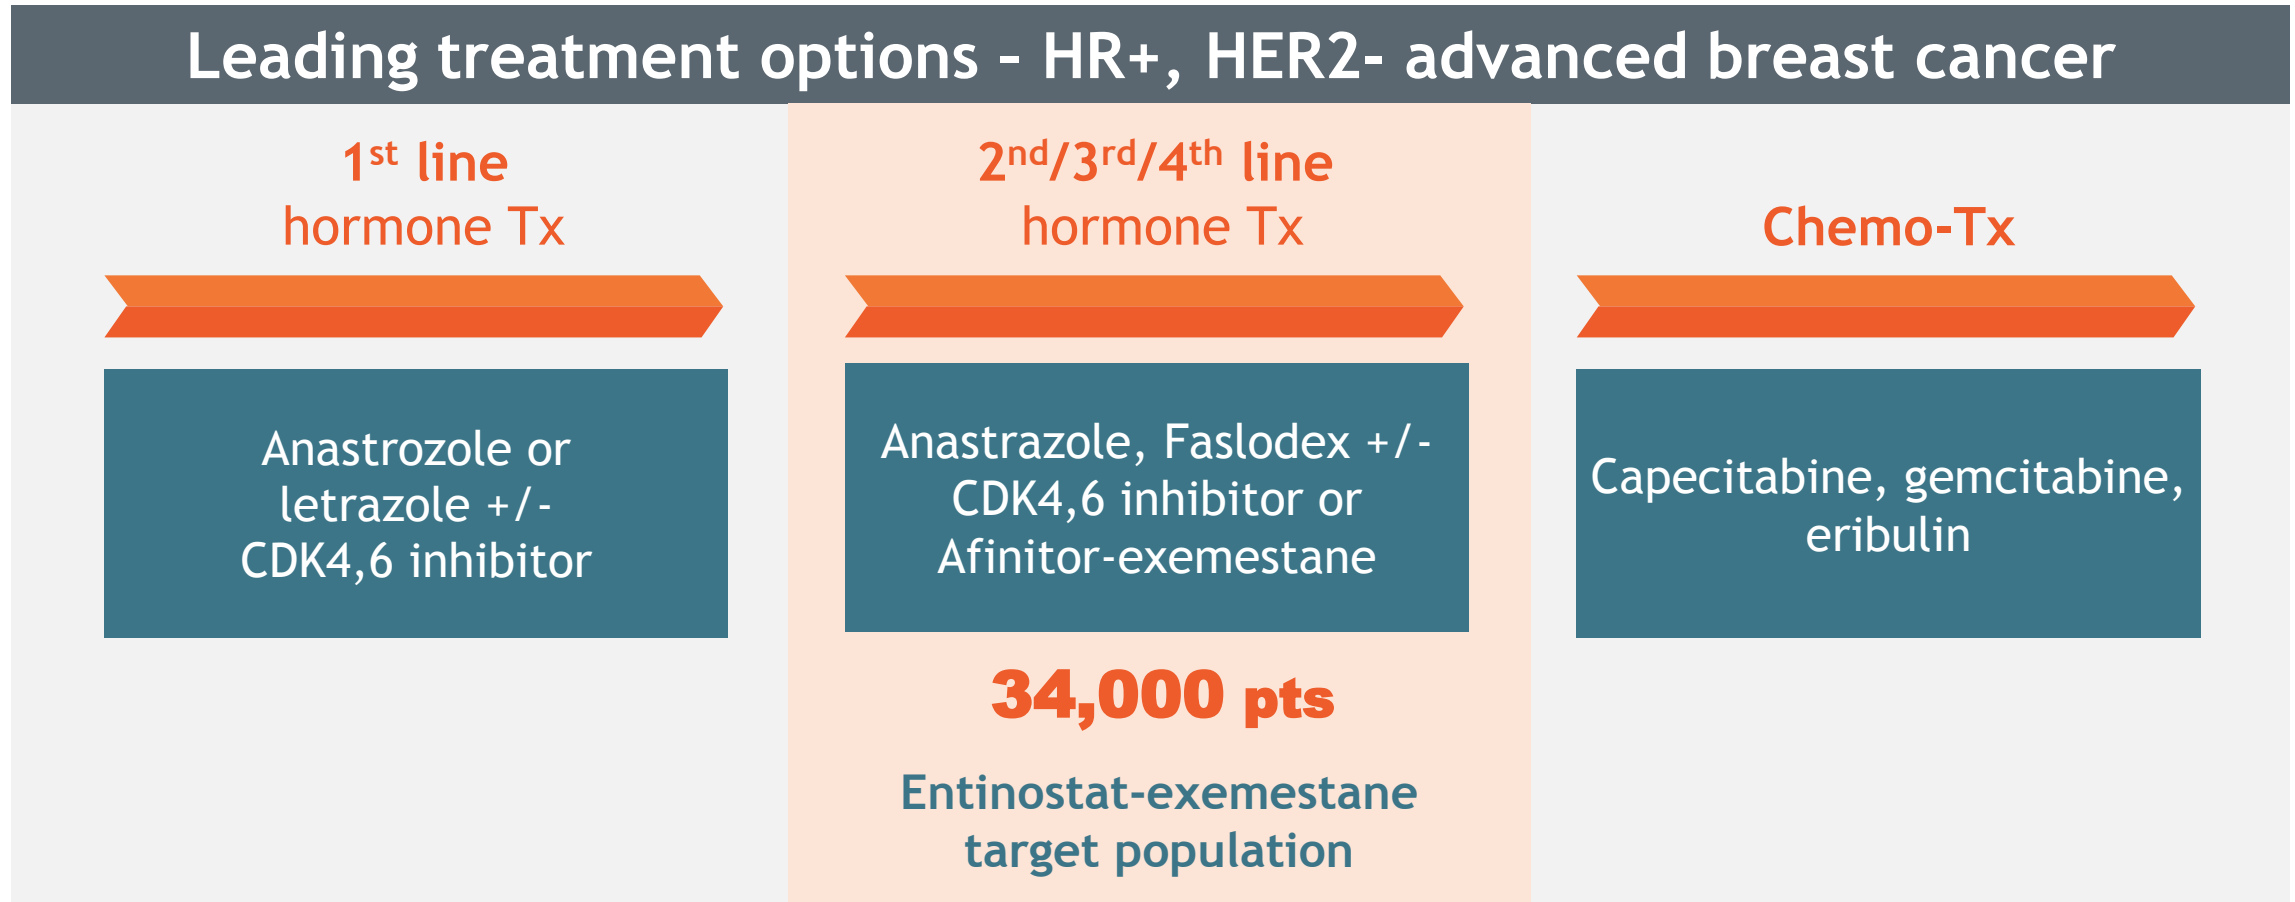 Leading treatment options – HR+, HER2- advanced breast cancer
1st line
hormone Tx
Anastrozole or
letrazole +/-
CDK4,6 inhibitor
2nd/3rd/4th line
hormone Tx
Anastrazole, Faslodex +/-
CDK4,6 inhibitor or
Afinitor-exemestane
34,000 pts
Entinostat-exemestane
target population
Chemo-Tx
Capecitabine, gemcitabine,
eribulin